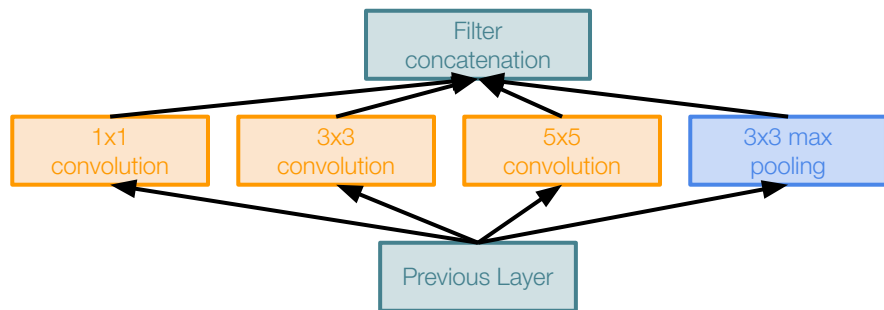 Filter
concatenation
1x1
convolution
3x3
convolution
5x5
convolution
3x3 max
pooling
Previous Layer